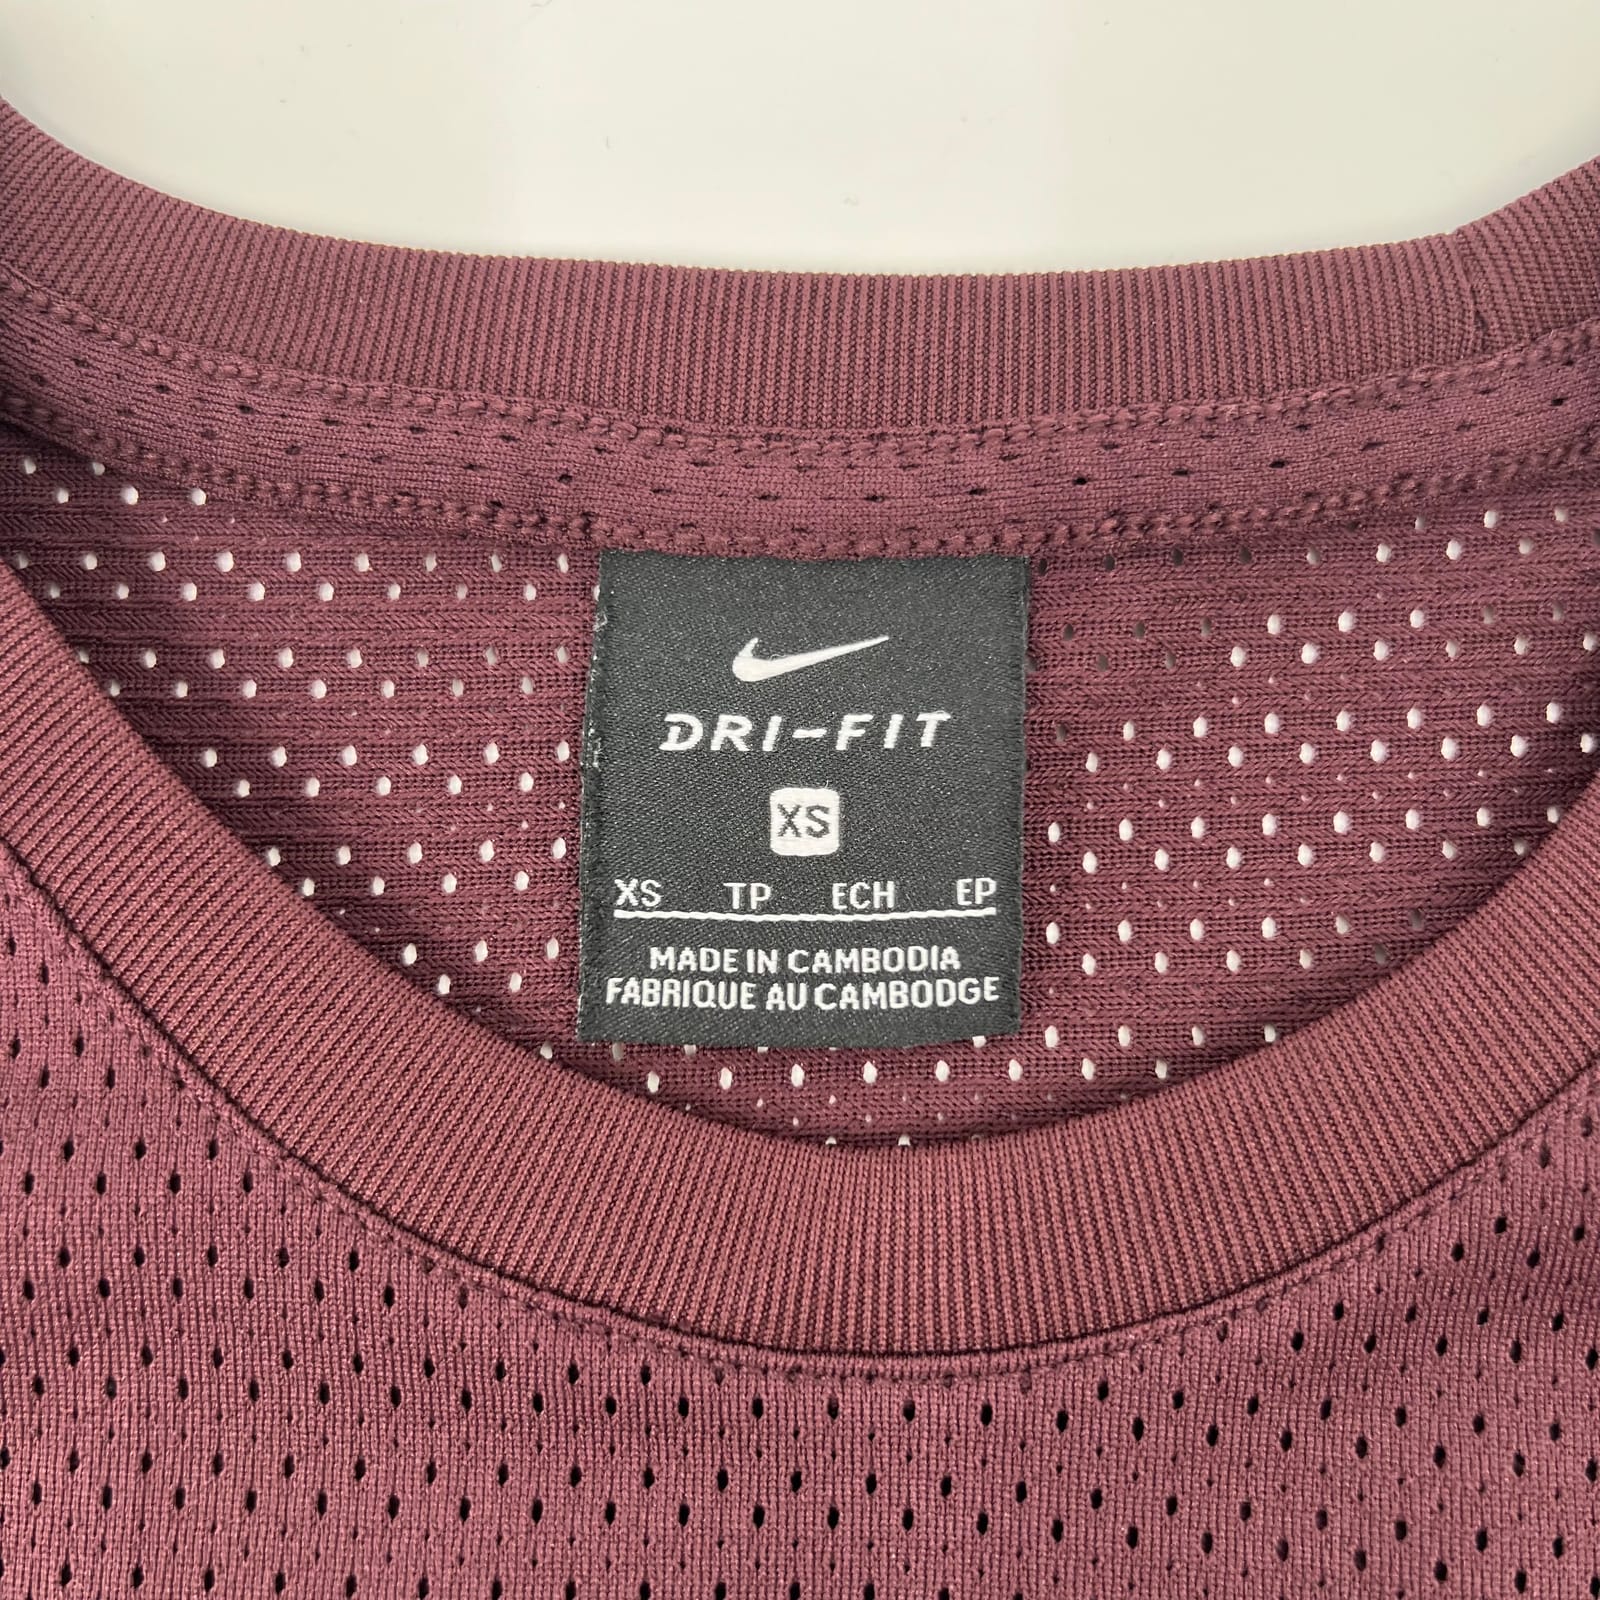 DRI-FIT
XS
XS TP ECH EP
MADE IN CAMBODIA
FABRIQUE AU CAMBODGE